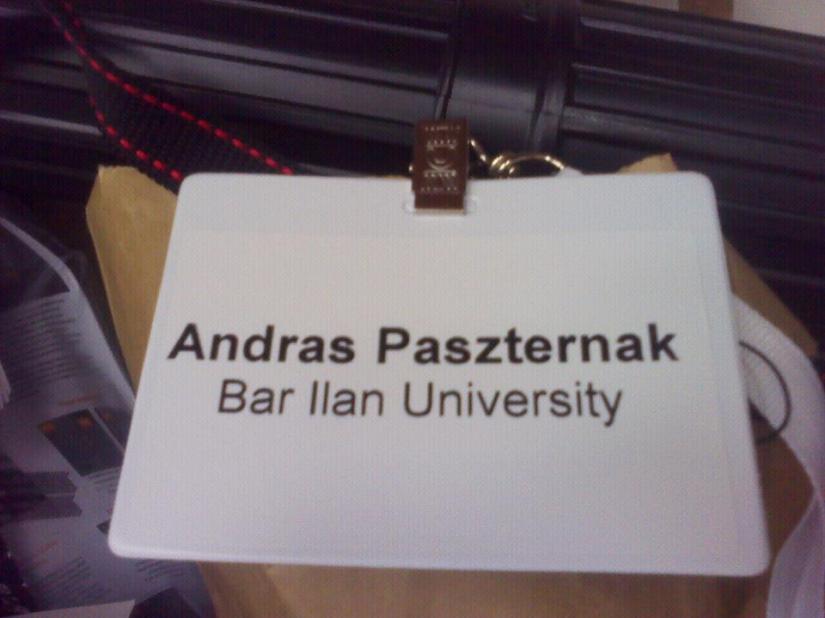 Andras Paszternak
Bar Ilan University